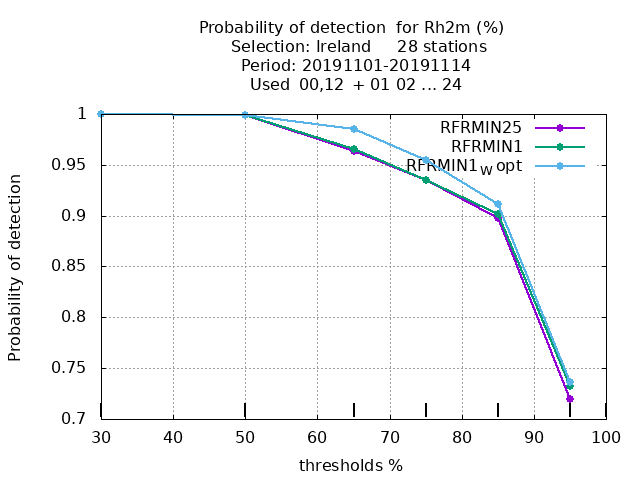 Probability of detection  for Rh2m (%)
Selection: Ireland     28 stations
Period: 20191101-20191114
Used  00,12  + 01 02 ... 24
RFRMIN25
RFRMIN1
RFRMIN1_W opt
Probability of detection
1
0.95
0.9
0.85
0.8
0.75
0.7
30 40 50 60 70 80 90 100
thresholds %